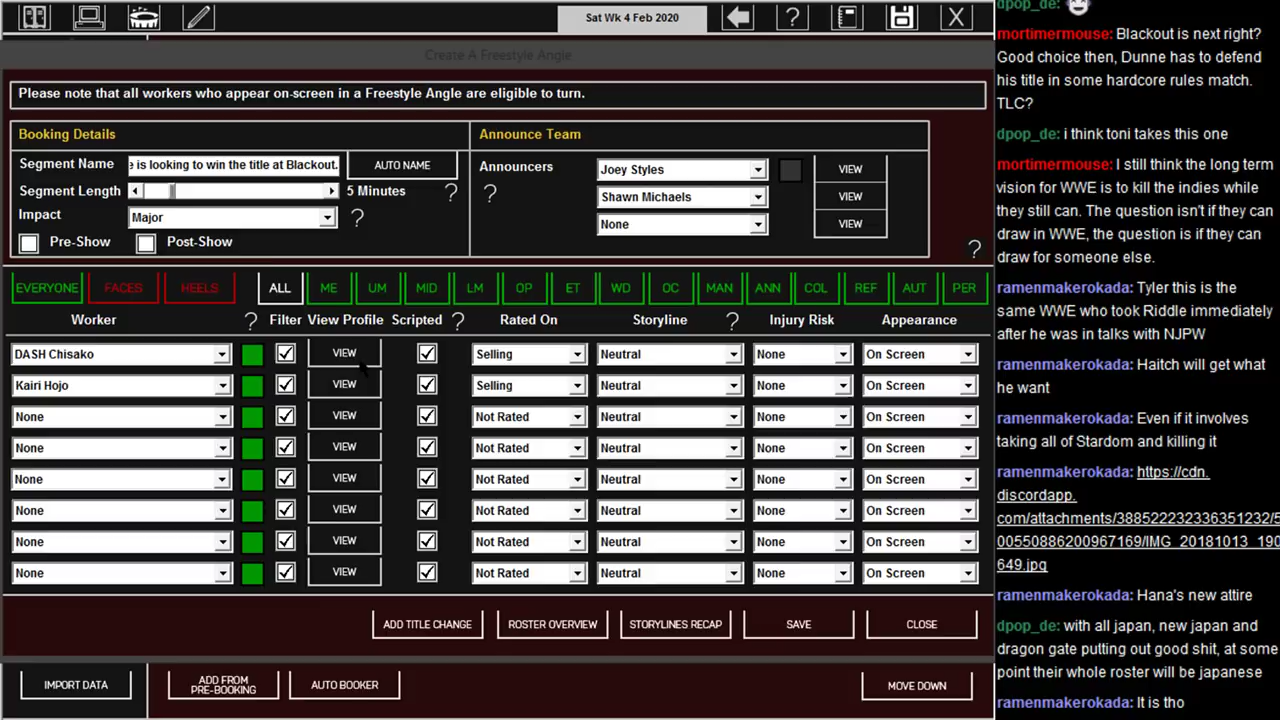 Sat Wk 4 Feb 2020
?
X
Create A Freestyle Angle
Please note that all workers who appear on-screen in a Freestyle Angle are eligible to turn.
Booking Details
Segment Name
e is looking to win the title at Blackout.
AUTO NAME
Segment Length
5 Minutes
?
Impact
Major
?
Pre-Show
Post-Show
Announce Team
Announcers
?
Joey Styles
VIEW
Shawn Michaels
VIEW
None
VIEW
?
EVERYONE FACES HEELS ALL ME UM MID LM OP ET WD OC MAN ANN COL REF AUT PER
Worker ? Filter View Profile Scripted ? Rated On Storyline ? Injury Risk Appearance
DASH Chisako VIEW Selling Neutral None On Screen
Kairi Hojo VIEW Selling Neutral None On Screen
None VIEW Not Rated Neutral None On Screen
None VIEW Not Rated Neutral None On Screen
None VIEW Not Rated Neutral None On Screen
None VIEW Not Rated Neutral None On Screen
None VIEW Not Rated Neutral None On Screen
None VIEW Not Rated Neutral None On Screen
ADD TITLE CHANGE ROSTER OVERVIEW STORYLINES RECAP SAVE CLOSE
IMPORT DATA
ADD FROM
PRE-BOOKING
AUTO BOOKER
MOVE DOWN
dpop_de:
mortimermouse: Blackout is next right?
Good choice then, Dunne has to defend
his title in some hardcore rules match.
TLC?
dpop_de: i think toni takes this one
mortimermouse: I still think the long term
vision for WWE is to kill the indies while
they still can. The question isn't if they can
draw in WWE, the question is if they can
draw for someone else.
ramenmakerokada: Tyler this is the
same WWE who took Riddle immediately
after he was in talks with NJPW
ramenmakerokada: Haitch will get what
he want
ramenmakerokada: Even if it involves
taking all of Stardom and killing it
ramenmakerokada: https://cdn.
discordapp.
com/attachments/388522232336351232/5
00550886200967169/IMG_20181013_190
649.jpg
ramenmakerokada: Hana's new attire
dpop_de: with all japan, new japan and
dragon gate putting out good shit, at some
point their whole roster will be japanese
ramenmakerokada: It is tho